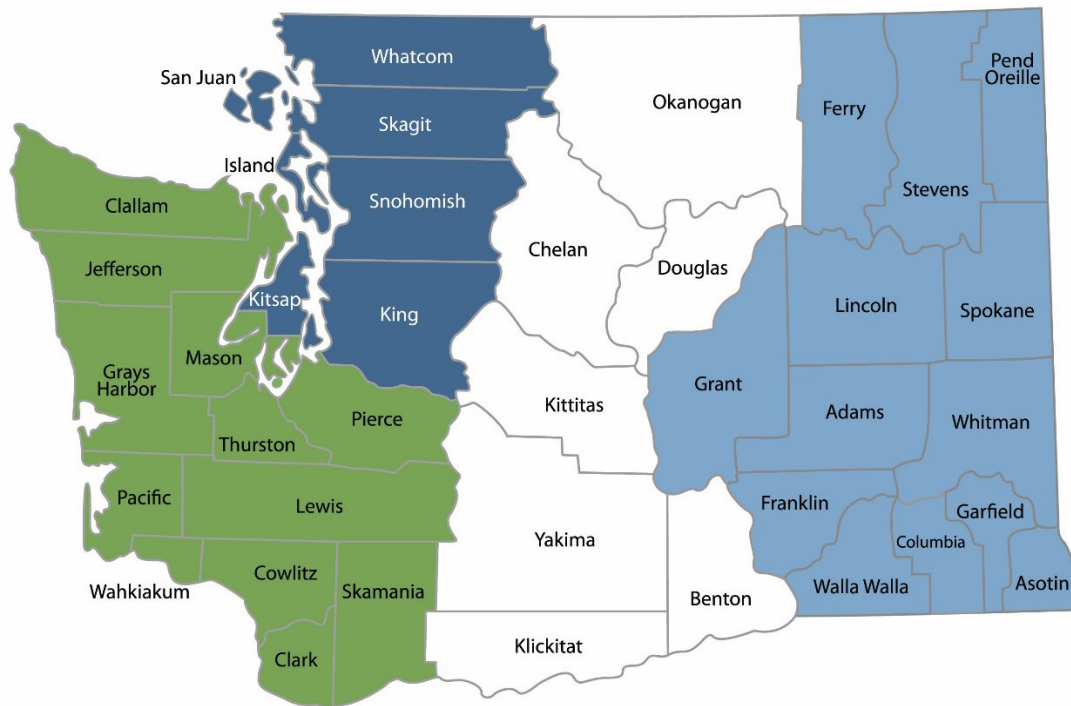 Whatcom
San Juan
Pend
Oreille
Okanogan
Ferry
Skagit
Island
Stevens
Snohomish
Clallam
Chelan
Jefferson
Douglas
Kitsap
King
Lincoln
Spokane
Mason
Grays
Harbor
Grant
Kittitas
Adams
Pierce
Whitman
Thurston
Pacific
Lewis
Franklin
Garfield
Yakima
Columbia
Cowlitz
Wahkiakum
Skamania
Walla Walla
Asotin
Benton
Klickitat
Clark